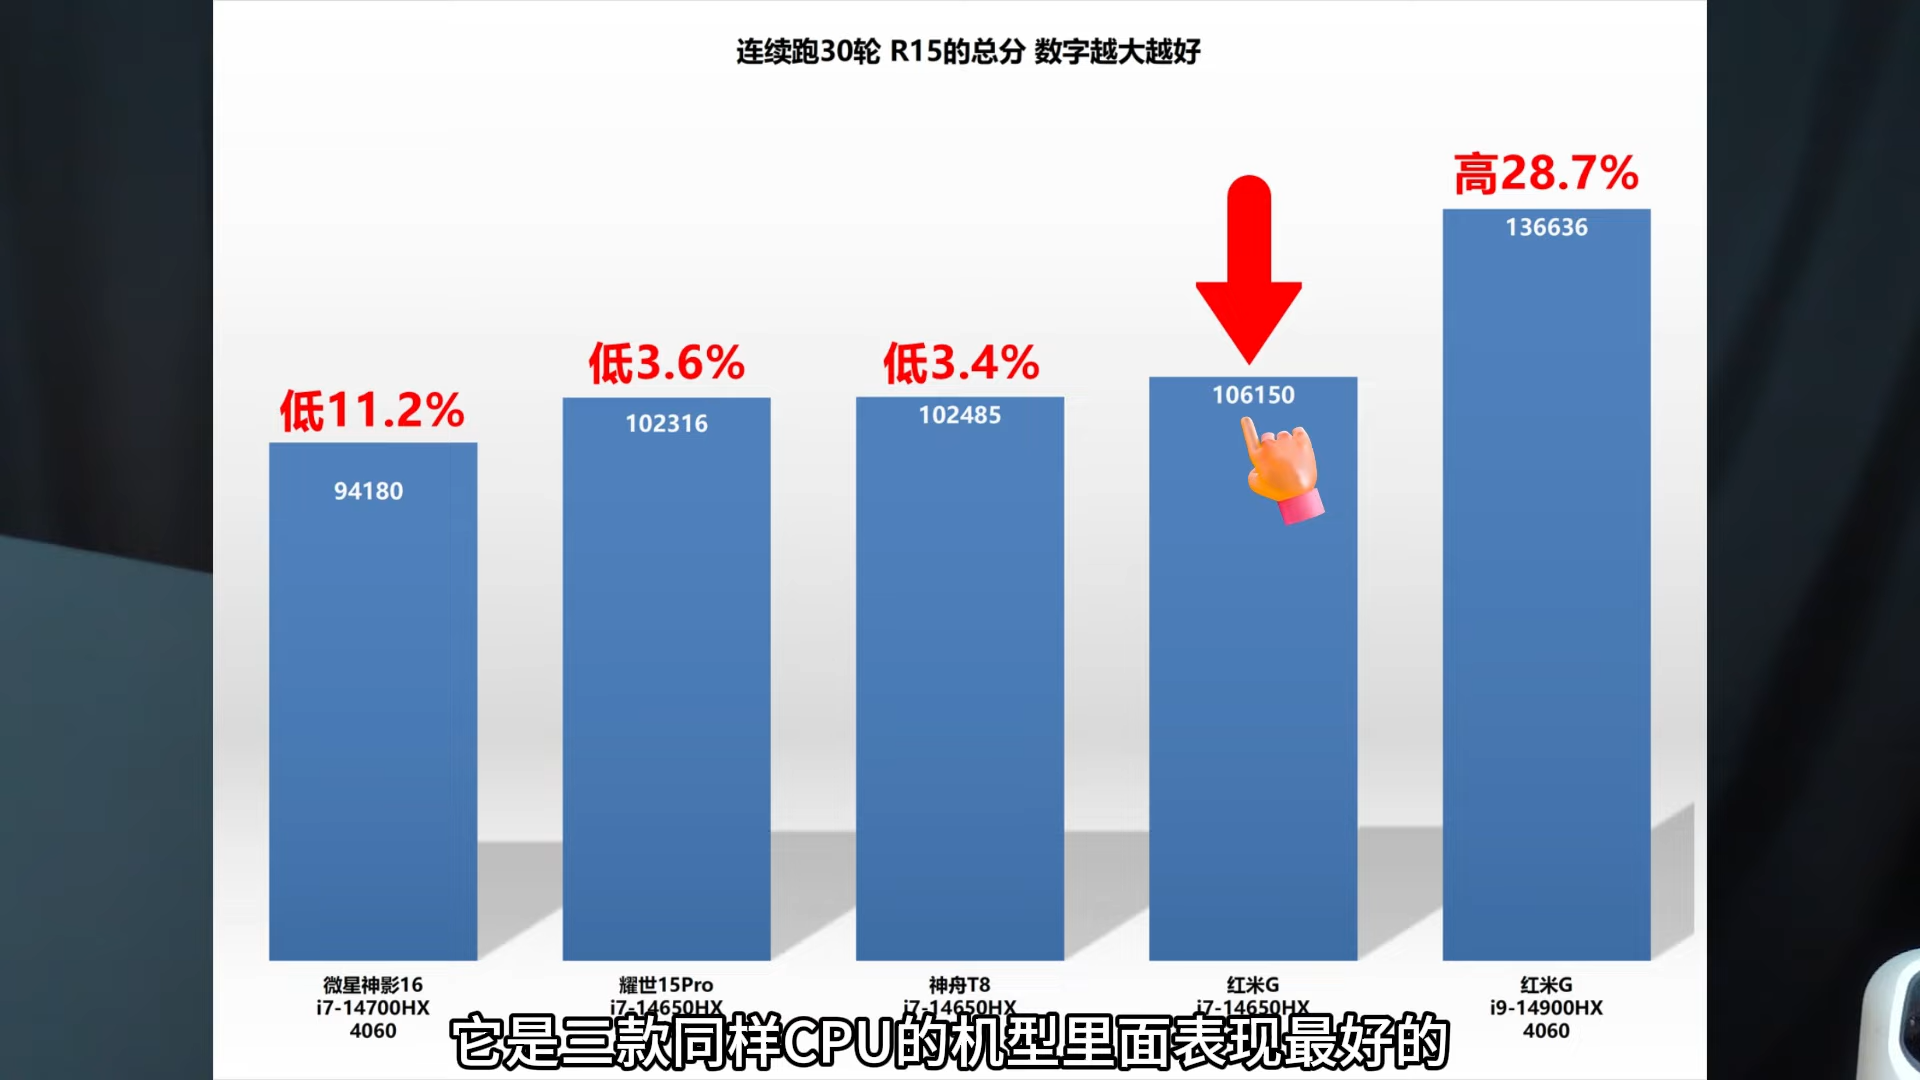 连续跑30轮 R15的总分 数字越大越好
高28.7%
136636
低3.6%
低3.4%
低11.2%
102316
102485
106150
94180
微星神影16
i7-14700HX
4060
耀世15Pro
i7-14650HX
神舟T8
i7-14650HX
红米G
i7-14650HX
红米G
i9-14900HX
4060
它是三款同样CPU的机型里面表现最好的